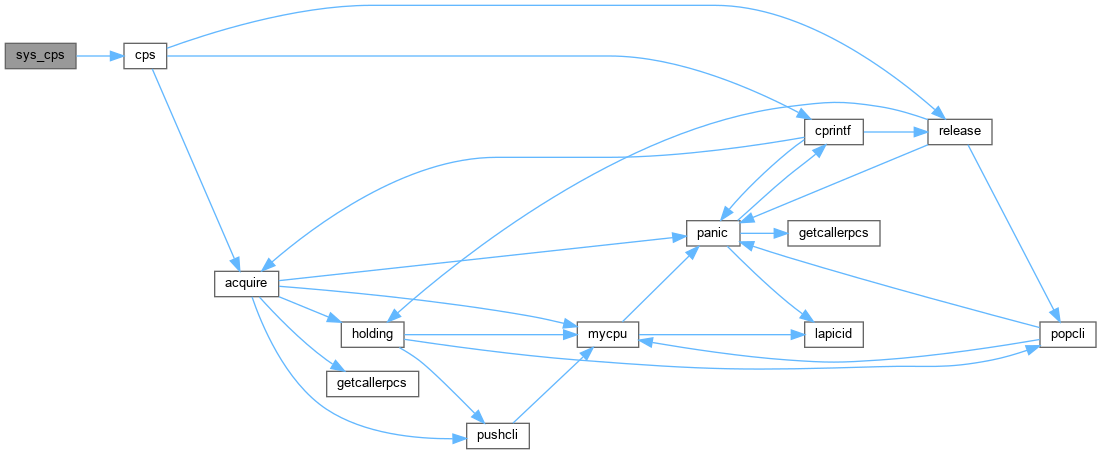 sys_cps
cps
cprintf
release
panic
getcallerpcs
acquire
holding
mycpu
lapicid
popcli
getcallerpcs
pushcli